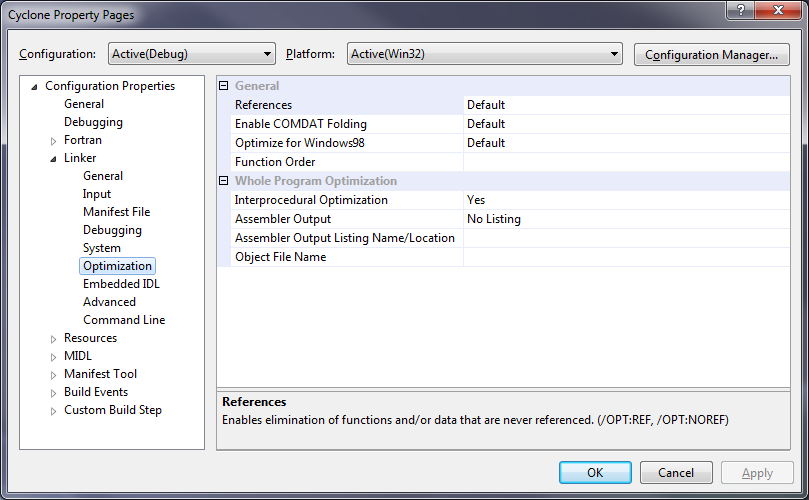 Cyclone Property Pages
Configuration: Active(Debug) Platform: Active(Win32) Configuration Manager...
Configuration Properties
General
Debugging
Fortran
Linker
General
Input
Manifest File
Debugging
System
Optimization
Embedded IDL
Advanced
Command Line
Resources
MIDL
Manifest Tool
Build Events
Custom Build Step
General
References Default
Enable COMDAT Folding Default
Optimize for Windows98 Default
Function Order
Whole Program Optimization
Interprocedural Optimization Yes
Assembler Output No Listing
Assembler Output Listing Name/Location
Object File Name
References
Enables elimination of functions and/or data that are never referenced. (/OPT:REF, /OPT:NOREF)
OK Cancel Apply